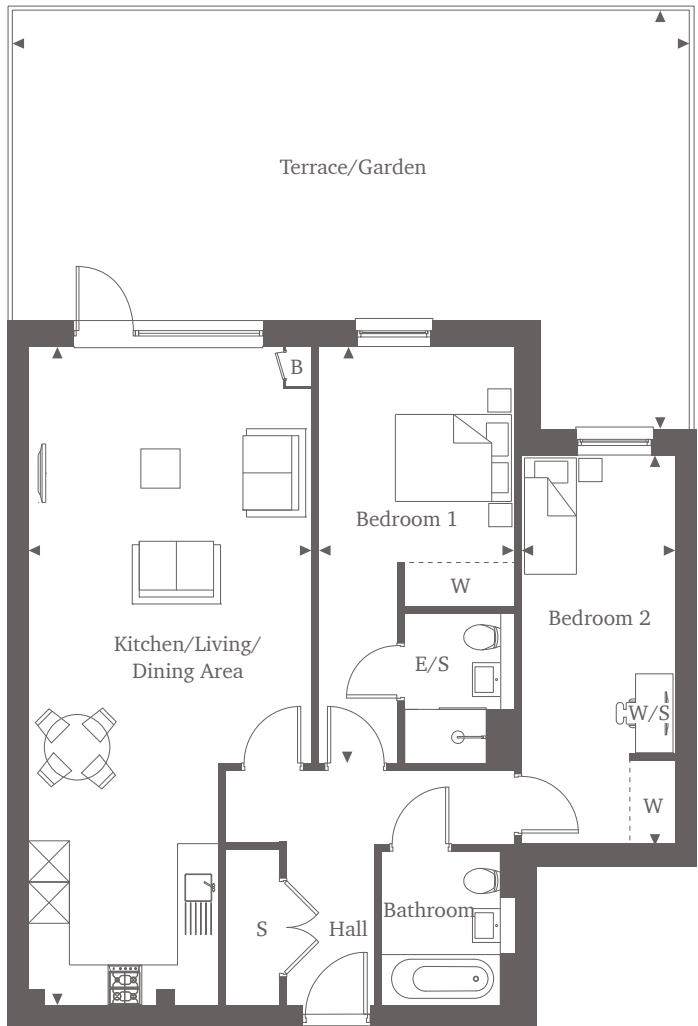 Terrace/Garden
B
Bedroom 1
W
Bedroom 2
Kitchen/Living/
Dining Area
E/S
W/S
W
S
Hall
Bathroom